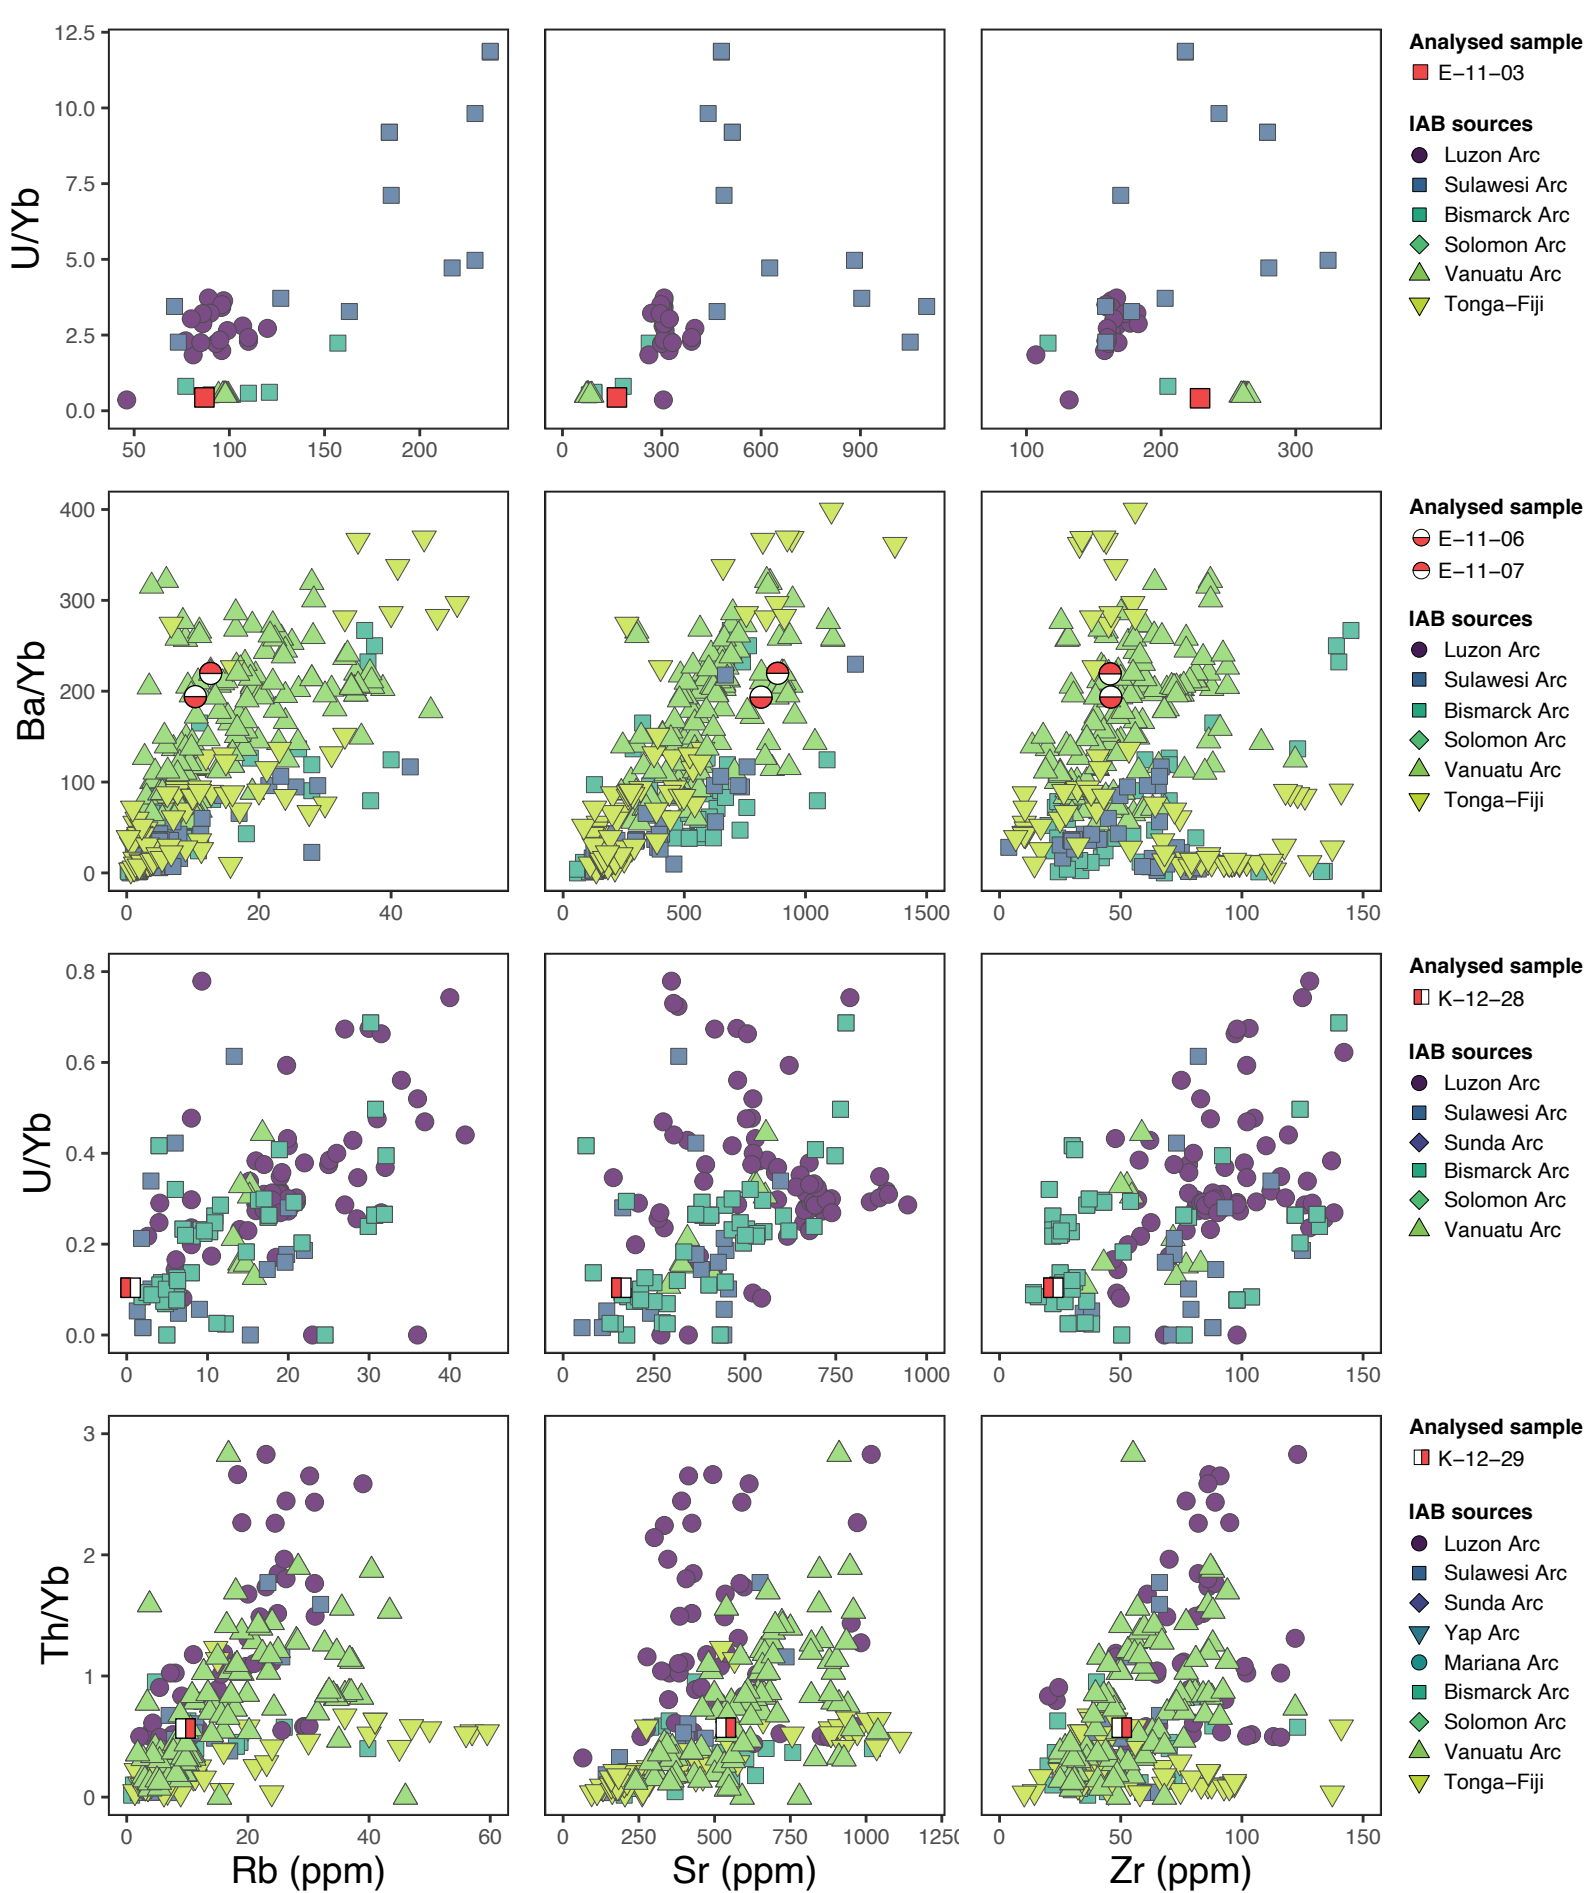 U/Yb
12.5
10.0
7.5
5.0
2.5
0.0
50 100 150 200
0 300 600 900
100 200 300
Analysed sample
E−11−03
IAB sources
Luzon Arc
Sulawesi Arc
Bismarck Arc
Solomon Arc
Vanuatu Arc
Tonga−Fiji
Ba/Yb
400
300
200
100
0
0 20 40
0 500 1000 1500
0 50 100 150
Analysed sample
E−11−06
E−11−07
IAB sources
Luzon Arc
Sulawesi Arc
Bismarck Arc
Solomon Arc
Vanuatu Arc
Tonga−Fiji
U/Yb
0.8
0.6
0.4
0.2
0.0
0 10 20 30 40
0 250 500 750 1000
0 50 100 150
Analysed sample
K−12−28
IAB sources
Luzon Arc
Sulawesi Arc
Sunda Arc
Bismarck Arc
Solomon Arc
Vanuatu Arc
Th/Yb
3
2
1
0
0 20 40 60
0 250 500 750 1000 1250
0 50 100 150
Rb (ppm)
Sr (ppm)
Zr (ppm)
Analysed sample
K−12−29
IAB sources
Luzon Arc
Sulawesi Arc
Sunda Arc
Yap Arc
Mariana Arc
Bismarck Arc
Solomon Arc
Vanuatu Arc
Tonga−Fiji